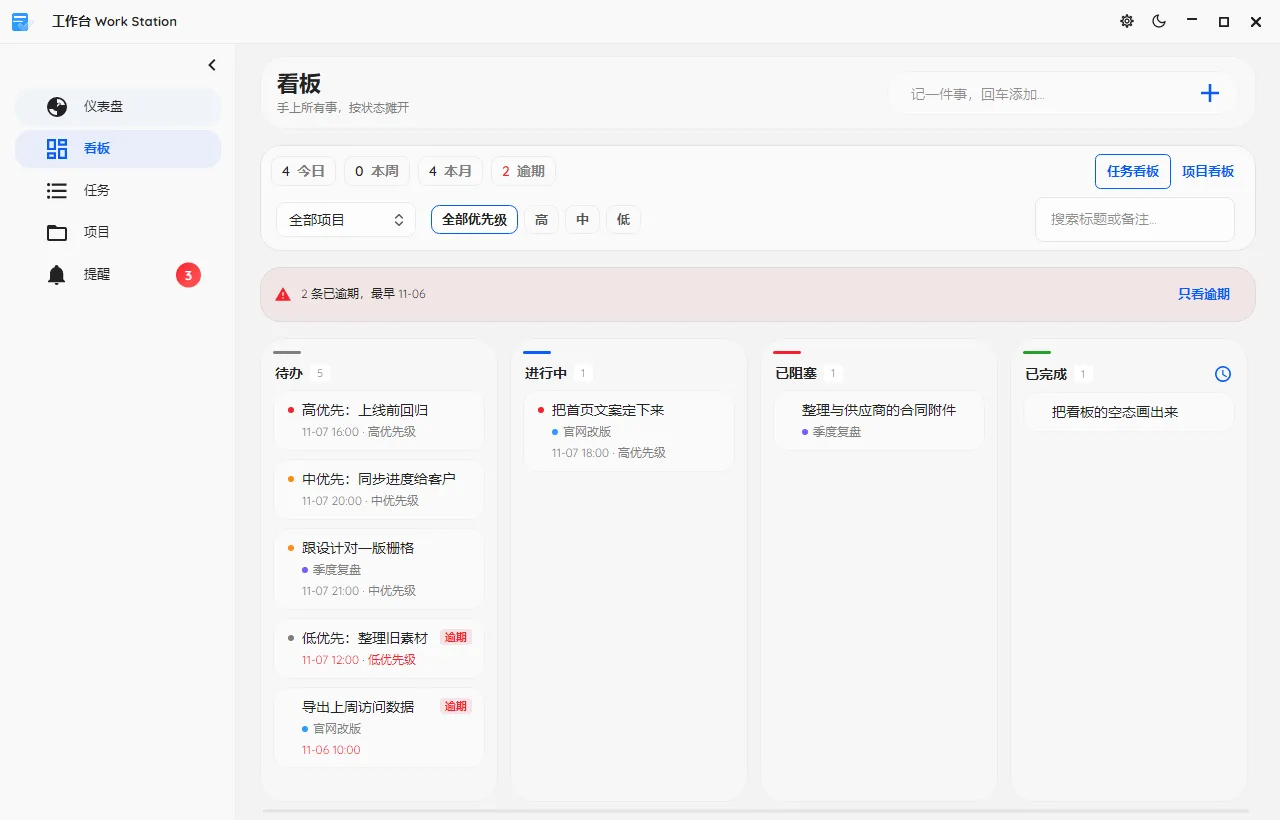 工作台 Work Station
仪表盘
看板
任务
项目
提醒
3
看板
手上所有事，按状态摊开
记一件事，回车添加...
4 今日
0 本周
4 本月
2 逾期
任务看板
项目看板
全部项目
全部优先级
高
中
低
搜索标题或备注...
2 条已逾期，最早 11-06
只看逾期
待办 5
高优先：上线前回归
11-07 16:00 · 高优先级
中优先：同步进度给客户
11-07 20:00 · 中优先级
跟设计对一版栅格
季度复盘
11-07 21:00 · 中优先级
低优先：整理旧素材
逾期
11-07 12:00 · 低优先级
导出上周访问数据
逾期
官网改版
11-06 10:00
进行中 1
把首页文案定下来
官网改版
11-07 18:00 · 高优先级
已阻塞 1
整理与供应商的合同附件
季度复盘
已完成 1
把看板的空态画出来